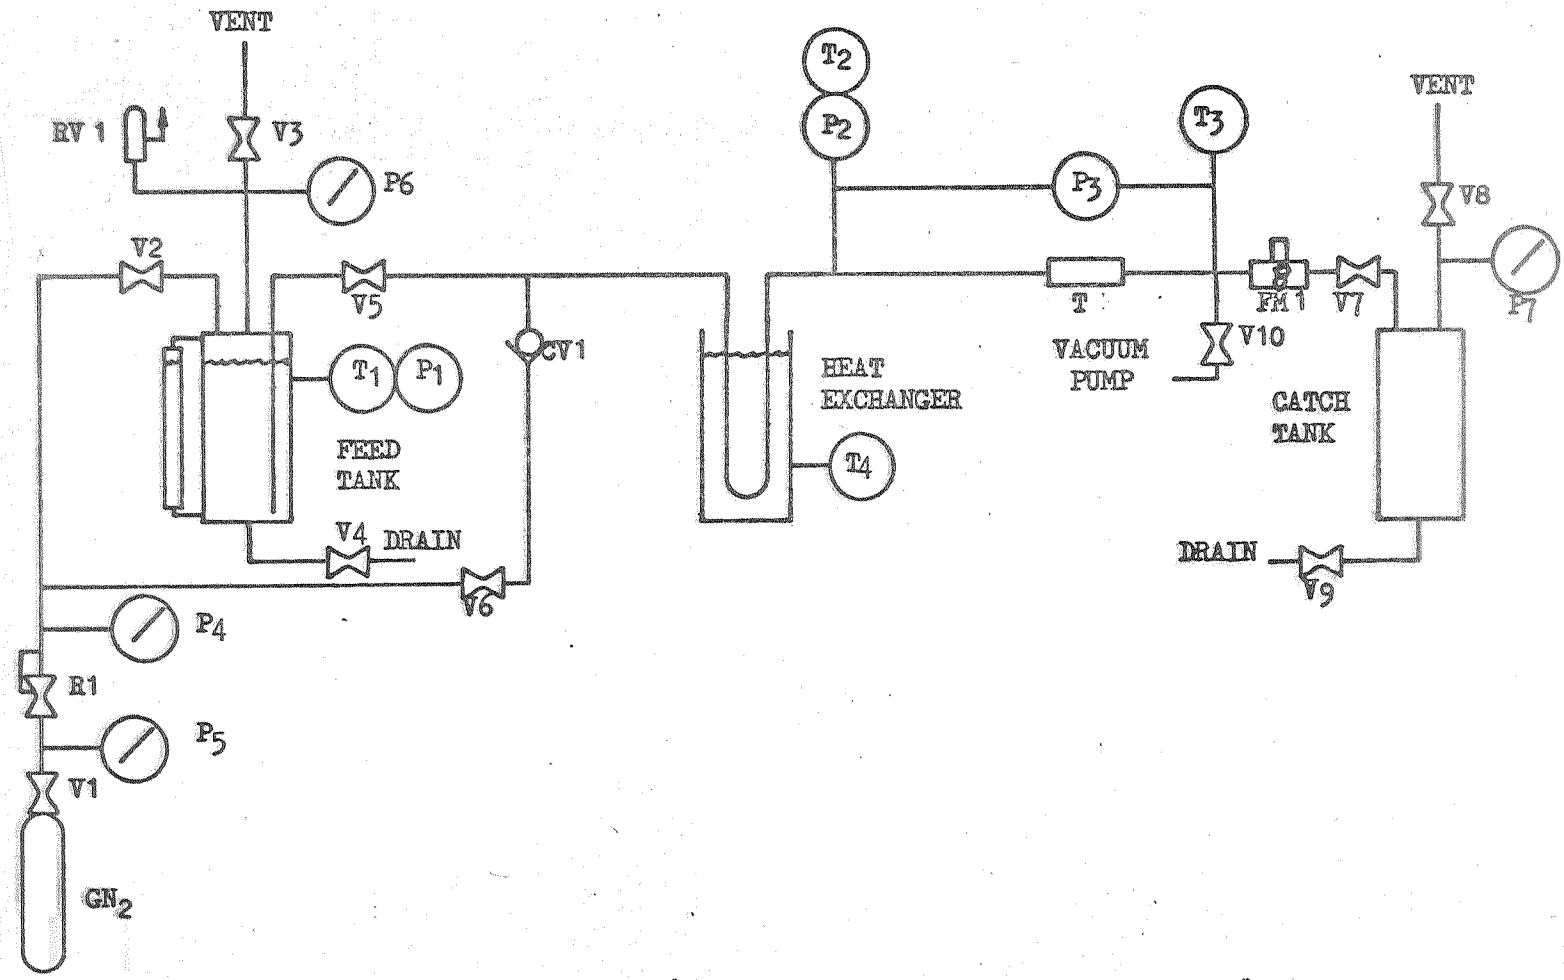 VENT
T2
VENT
RV 1
V3
P2
T3
P6
P3
V8
V2
V5
T
FM 1
V7
P7
CV1
V10
VACUUM
PUMP
T1
P1
HEAT
EXCHANGER
CATCH
TANK
FEED
TANK
T4
V4
DRAIN
DRAIN
V9
V6
P4
R1
P5
V1
GN2